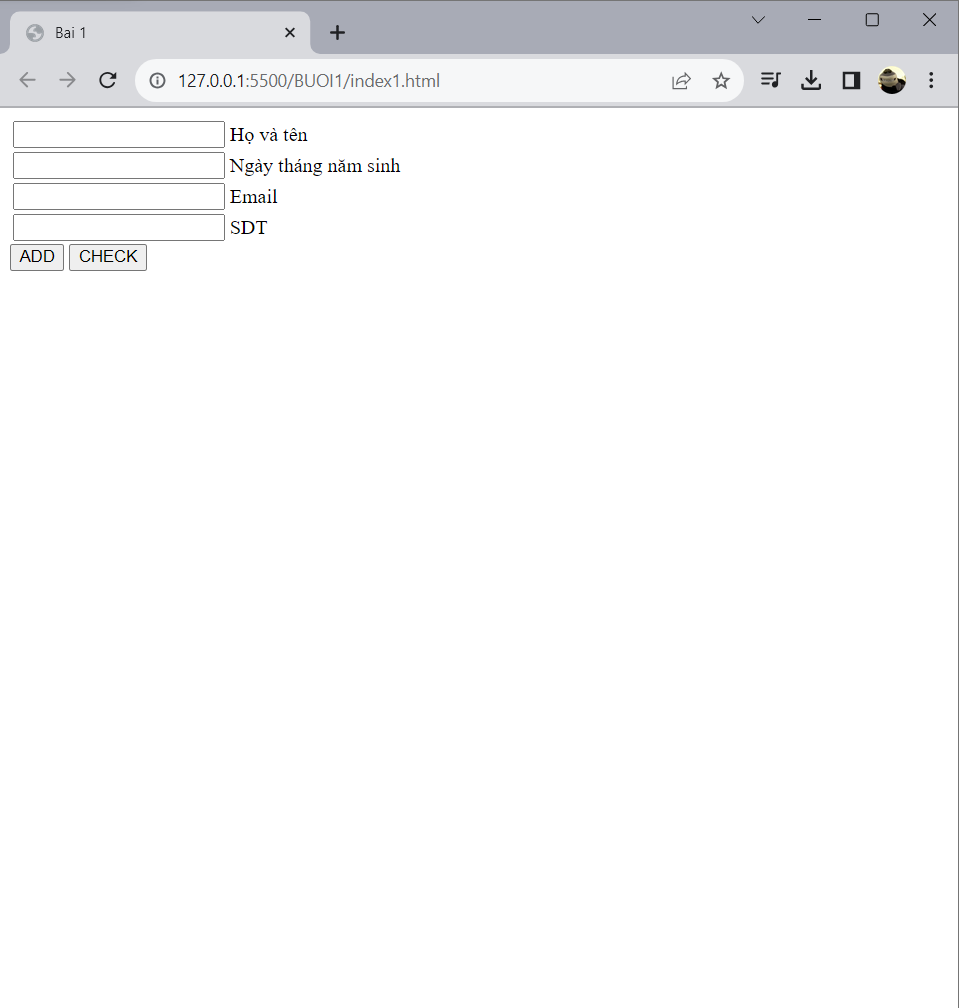 Bai 1
127.0.0.1:5500/BUOI1/index1.html
Họ và tên
Ngày tháng năm sinh
Email
SDT
ADD CHECK